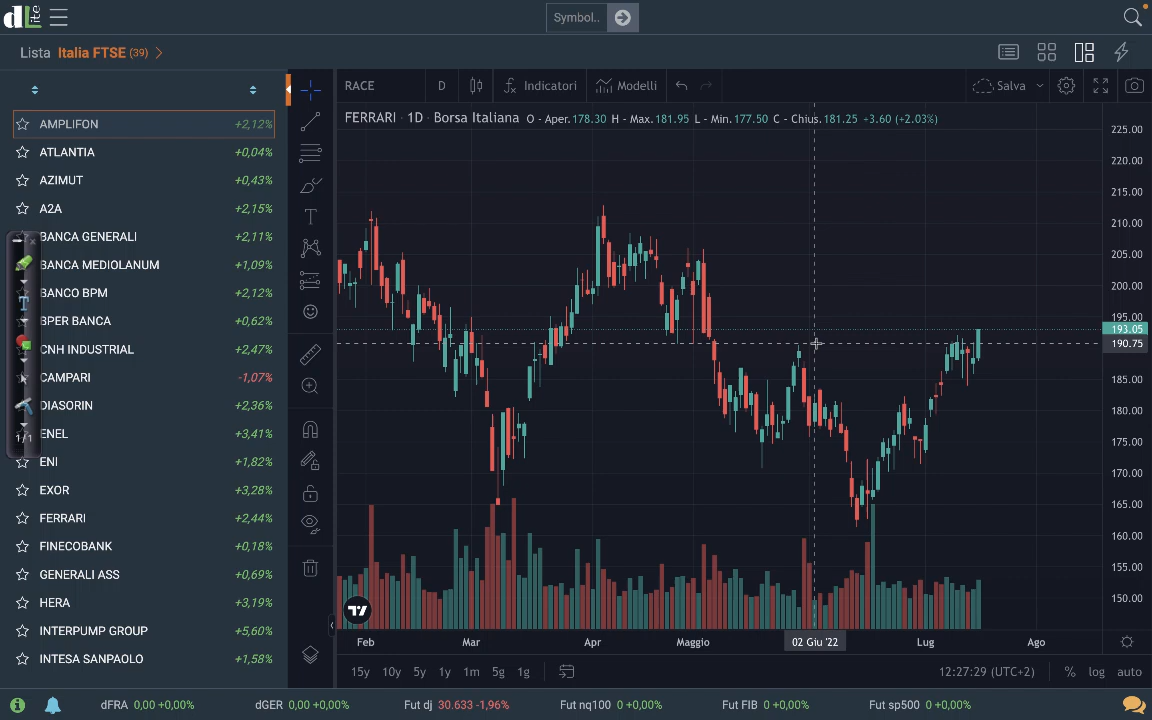 dLite
Symbol..
Lista Italia FTSE (39)
RACE D Indicatori Modelli Salva
FERRARI · 1D · Borsa Italiana O - Aper.178.30 H - Max.181.95 L - Min.177.50 C - Chius.181.25 +3.60 (+2.03%)
AMPLIFON +2,12%
ATLANTIA +0,04%
AZIMUT +0,43%
A2A +2,15%
BANCA GENERALI +2,11%
BANCA MEDIOLANUM +1,09%
BANCO BPM +2,12%
BPER BANCA +0,62%
CNH INDUSTRIAL +2,47%
CAMPARI -1,07%
DIASORIN +2,36%
ENEL +3,41%
ENI +1,82%
EXOR +3,28%
FERRARI +2,44%
FINECOBANK +0,18%
GENERALI ASS +0,69%
HERA +3,19%
INTERPUMP GROUP +5,60%
INTESA SANPAOLO +1,58%
T
1/1
T
225.00
220.00
215.00
210.00
205.00
200.00
195.00
193.05
190.75
185.00
180.00
175.00
170.00
165.00
160.00
155.00
150.00
Feb Mar Apr Maggio 02 Giu '22 Lug Ago
15y 10y 5y 1y 1m 5g 1g 12:27:29 (UTC+2) % log auto
dFRA 0,00 +0,00% dGER 0,00 +0,00% Fut dj 30.633 -1,96% Fut nq100 0 +0,00% Fut FIB 0 +0,00% Fut sp500 0 +0,00%